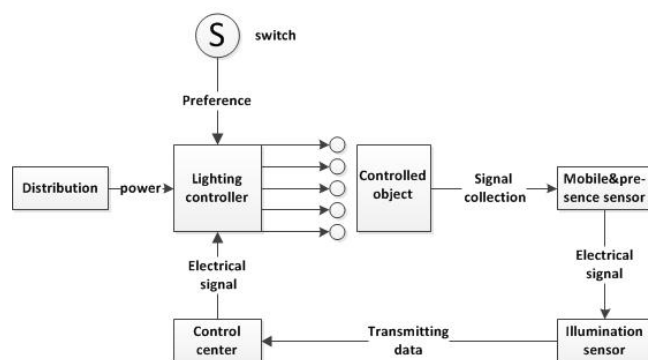 S
switch
Preference
Distribution
power
Lighting
controller
Controlled
object
Signal
collection
Mobile&pre-
sence sensor
Electrical
signal
Electrical
signal
Control
center
Transmitting
data
Illumination
sensor